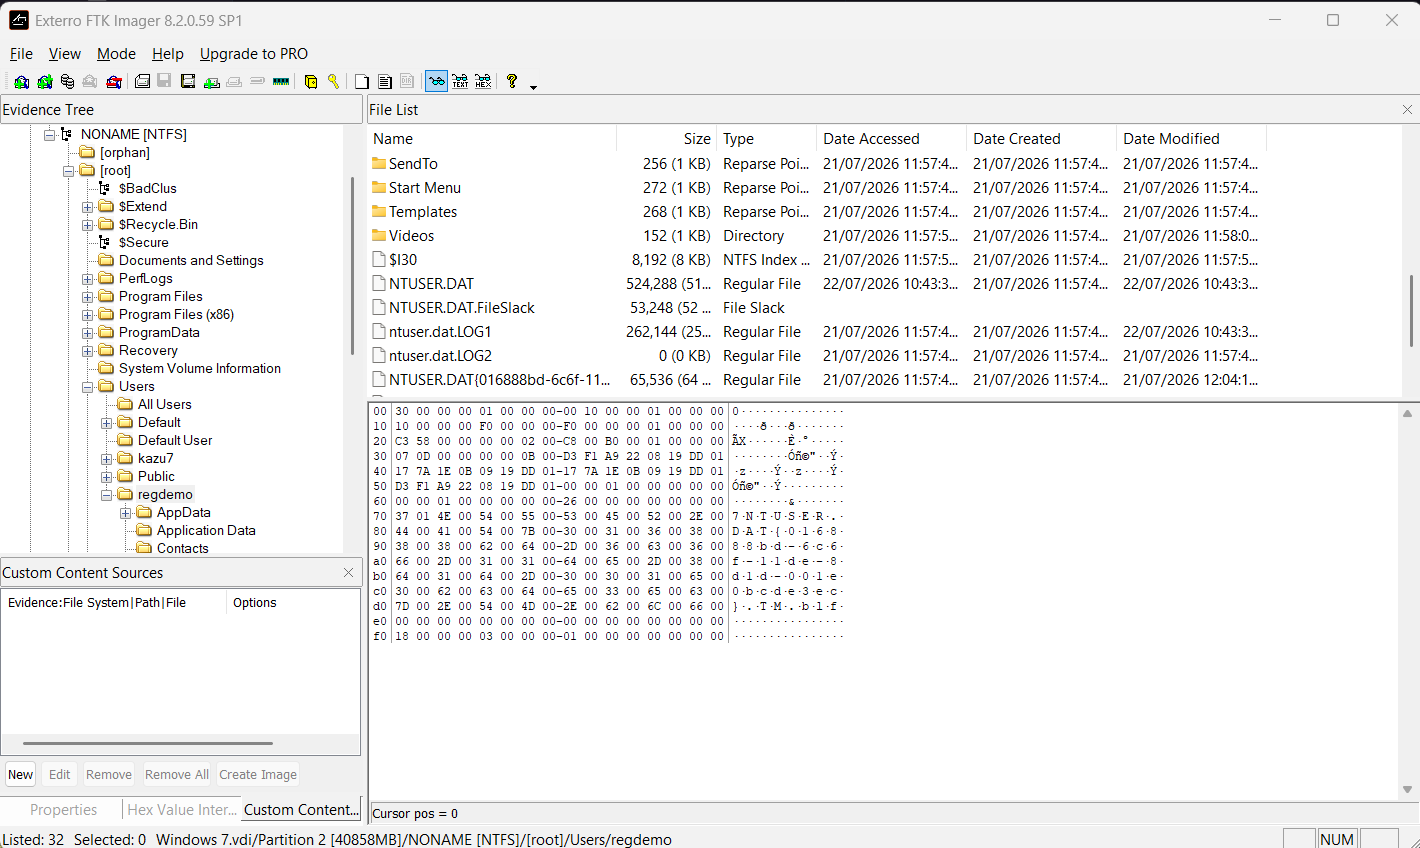 Exterro FTK Imager 8.2.0.59 SP1
File View Mode Help Upgrade to PRO
TEXT HEX
Evidence Tree
NONAME [NTFS]
[orphan]
[root]
$BadClus
$Extend
$Recycle.Bin
$Secure
Documents and Settings
PerfLogs
Program Files
Program Files (x86)
ProgramData
Recovery
System Volume Information
Users
All Users
Default
Default User
kazu7
Public
regdemo
AppData
Application Data
Contacts
Custom Content Sources
Evidence:File System|Path|File Options
New Edit Remove Remove All Create Image
Properties Hex Value Inter... Custom Content...
File List
Name Size Type Date Accessed Date Created Date Modified
SendTo 256 (1 KB) Reparse Poi... 21/07/2026 11:57:4... 21/07/2026 11:57:4... 21/07/2026 11:57:4...
Start Menu 272 (1 KB) Reparse Poi... 21/07/2026 11:57:4... 21/07/2026 11:57:4... 21/07/2026 11:57:4...
Templates 268 (1 KB) Reparse Poi... 21/07/2026 11:57:4... 21/07/2026 11:57:4... 21/07/2026 11:57:4...
Videos 152 (1 KB) Directory 21/07/2026 11:57:5... 21/07/2026 11:57:4... 21/07/2026 11:58:0...
$I30 8,192 (8 KB) NTFS Index ... 21/07/2026 11:57:5... 21/07/2026 11:57:4... 21/07/2026 11:57:5...
NTUSER.DAT 524,288 (51... Regular File 22/07/2026 10:43:3... 21/07/2026 11:57:4... 22/07/2026 10:43:3...
NTUSER.DAT.FileSlack 53,248 (52 ... File Slack
ntuser.dat.LOG1 262,144 (25... Regular File 21/07/2026 11:57:4... 21/07/2026 11:57:4... 22/07/2026 10:43:3...
ntuser.dat.LOG2 0 (0 KB) Regular File 21/07/2026 11:57:4... 21/07/2026 11:57:4... 21/07/2026 11:57:4...
NTUSER.DAT{016888bd-6c6f-11... 65,536 (64 ... Regular File 21/07/2026 11:57:4... 21/07/2026 11:57:4... 21/07/2026 12:04:1...
00 30 00 00 00 01 00 00 00-00 10 00 00 01 00 00 00 0···············
10 10 00 00 00 F0 00 00 00-F0 00 00 00 00 00 00 00 ····ð···ð·······
20 C3 58 00 00 00 00 02 00-C8 00 B0 00 01 00 00 00 ÃX······È·°·····
30 07 0D 00 00 00 00 0B 00-D3 F1 A9 22 08 19 DD 01 ········Óñ©"··Ý·
40 17 7A 1E 0B 09 19 DD 01-17 7A 1E 0B 09 19 DD 01 ·z····Ý··z····Ý·
50 D3 F1 A9 22 08 19 DD 01-00 00 01 00 00 00 00 00 Óñ©"··Ý·········
60 00 00 01 00 00 00 00 00-26 00 00 00 00 00 00 00 ········&·······
70 37 01 4E 00 54 00 55 00-53 00 45 00 52 00 2E 00 7·N·T·U·S·E·R·.·
80 44 00 41 00 54 00 7B 00-30 00 31 00 36 00 38 00 D·A·T·{·0·1·6·8·
90 38 00 38 00 62 00 64 00-2D 00 36 00 63 00 36 00 8·8·b·d·-·6·c·6·
a0 66 00 2D 00 31 00 31 00-64 00 65 00 2D 00 38 00 f·-·1·1·d·e·-·8·
b0 64 00 31 00 64 00 2D 00-30 00 30 00 31 00 65 00 d·1·d·-·0·0·1·e·
c0 30 00 62 00 63 00 64 00-65 00 33 00 65 00 63 00 0·b·c·d·e·3·e·c·
d0 7D 00 2E 00 54 00 4D 00-2E 00 62 00 6C 00 66 00 }·.·T·M·.·b·l·f·
e0 00 00 00 00 00 00 00 00-00 00 00 00 00 00 00 00 ················
f0 18 00 00 00 03 00 00 00-01 00 00 00 00 00 00 00 ················
Cursor pos = 0
Listed: 32 Selected: 0 Windows 7.vdi/Partition 2 [40858MB]/NONAME [NTFS]/[root]/Users/regdemo NUM